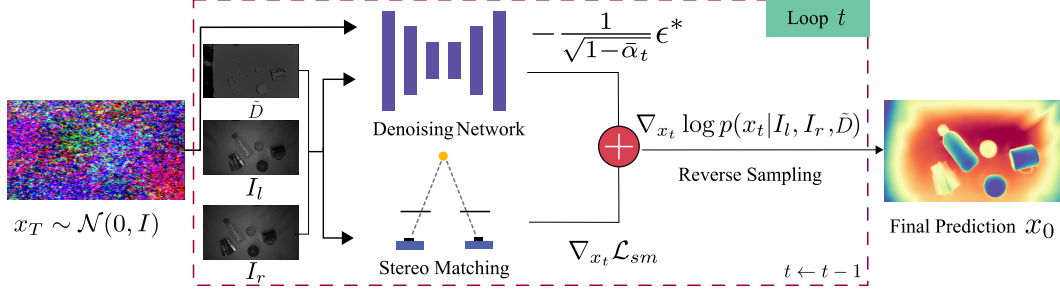 Loop t
− 1/√(1−ᾱ_t) ϵ*
D̃
Denoising Network
I_l
∇_{x_t} log p(x_t|I_l, I_r, D̃)
Reverse Sampling
x_T ∼ 𝒩(0, I)
Final Prediction x_0
I_r
Stereo Matching
∇_{x_t} ℒ_{sm}
t ← t − 1